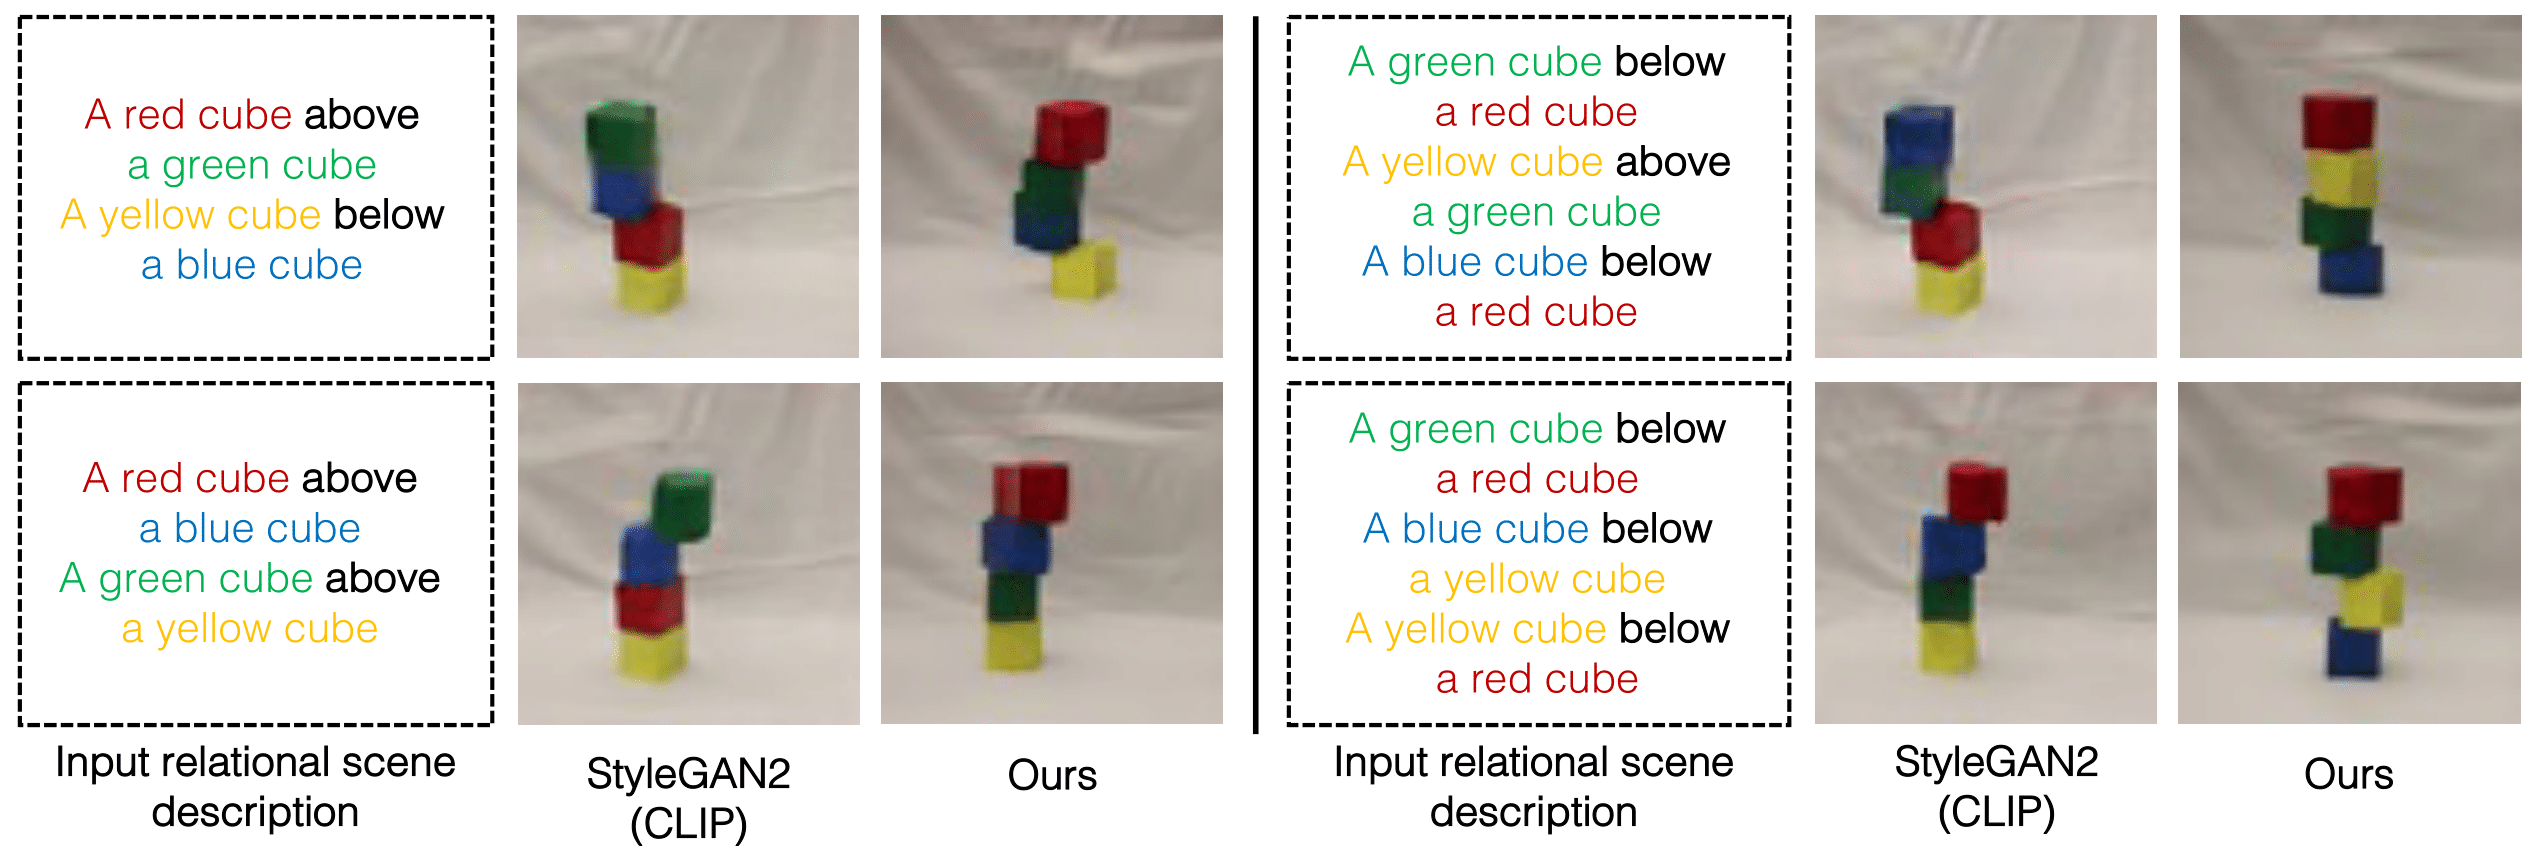 A red cube above
a green cube
A yellow cube below
a blue cube
A green cube below
a red cube
A yellow cube above
a green cube
A blue cube below
a red cube
A red cube above
a blue cube
A green cube above
a yellow cube
A green cube below
a red cube
A blue cube below
a yellow cube
A yellow cube below
a red cube
Input relational scene
description
StyleGAN2
(CLIP)
Ours
Input relational scene
description
StyleGAN2
(CLIP)
Ours